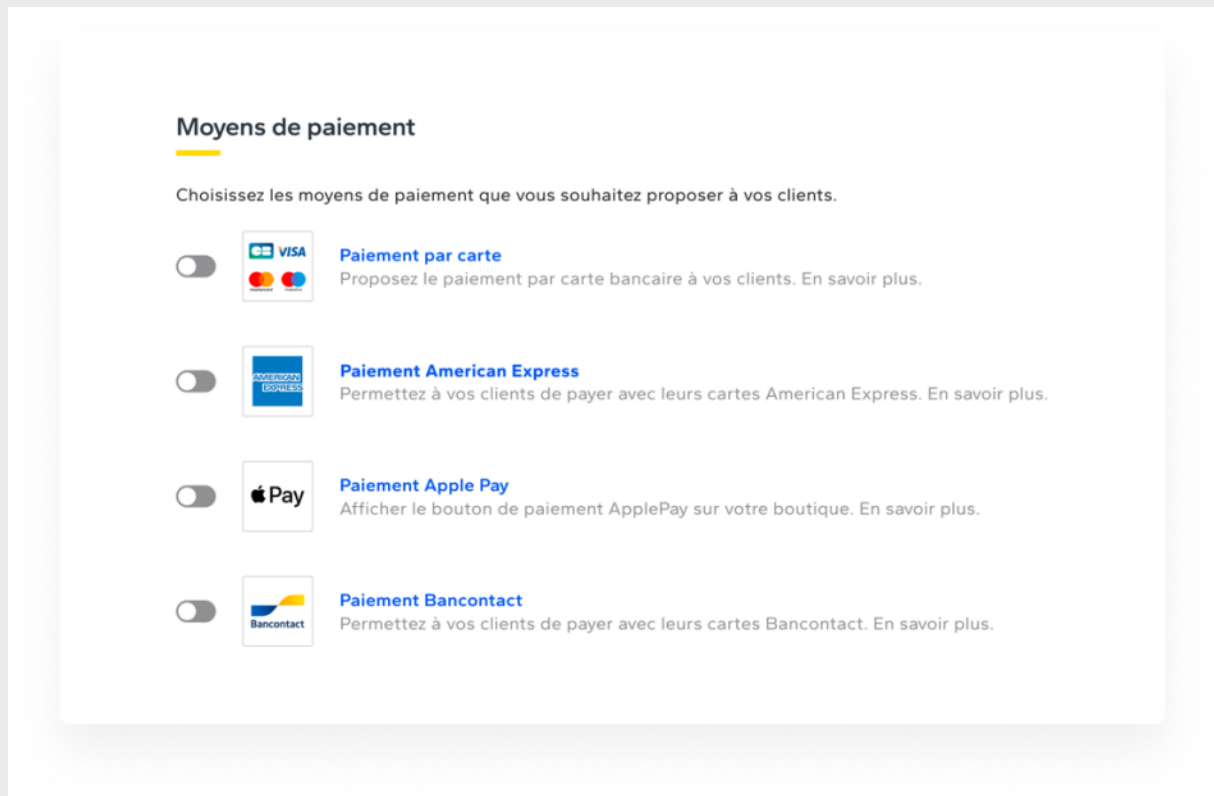 Moyens de paiement
Choisissez les moyens de paiement que vous souhaitez proposer à vos clients.
CB VISA
mastercard maestro
Paiement par carte
Proposez le paiement par carte bancaire à vos clients. En savoir plus.
AMERICAN
EXPRESS
Paiement American Express
Permettez à vos clients de payer avec leurs cartes American Express. En savoir plus.
Pay
Paiement Apple Pay
Afficher le bouton de paiement ApplePay sur votre boutique. En savoir plus.
Bancontact
Paiement Bancontact
Permettez à vos clients de payer avec leurs cartes Bancontact. En savoir plus.